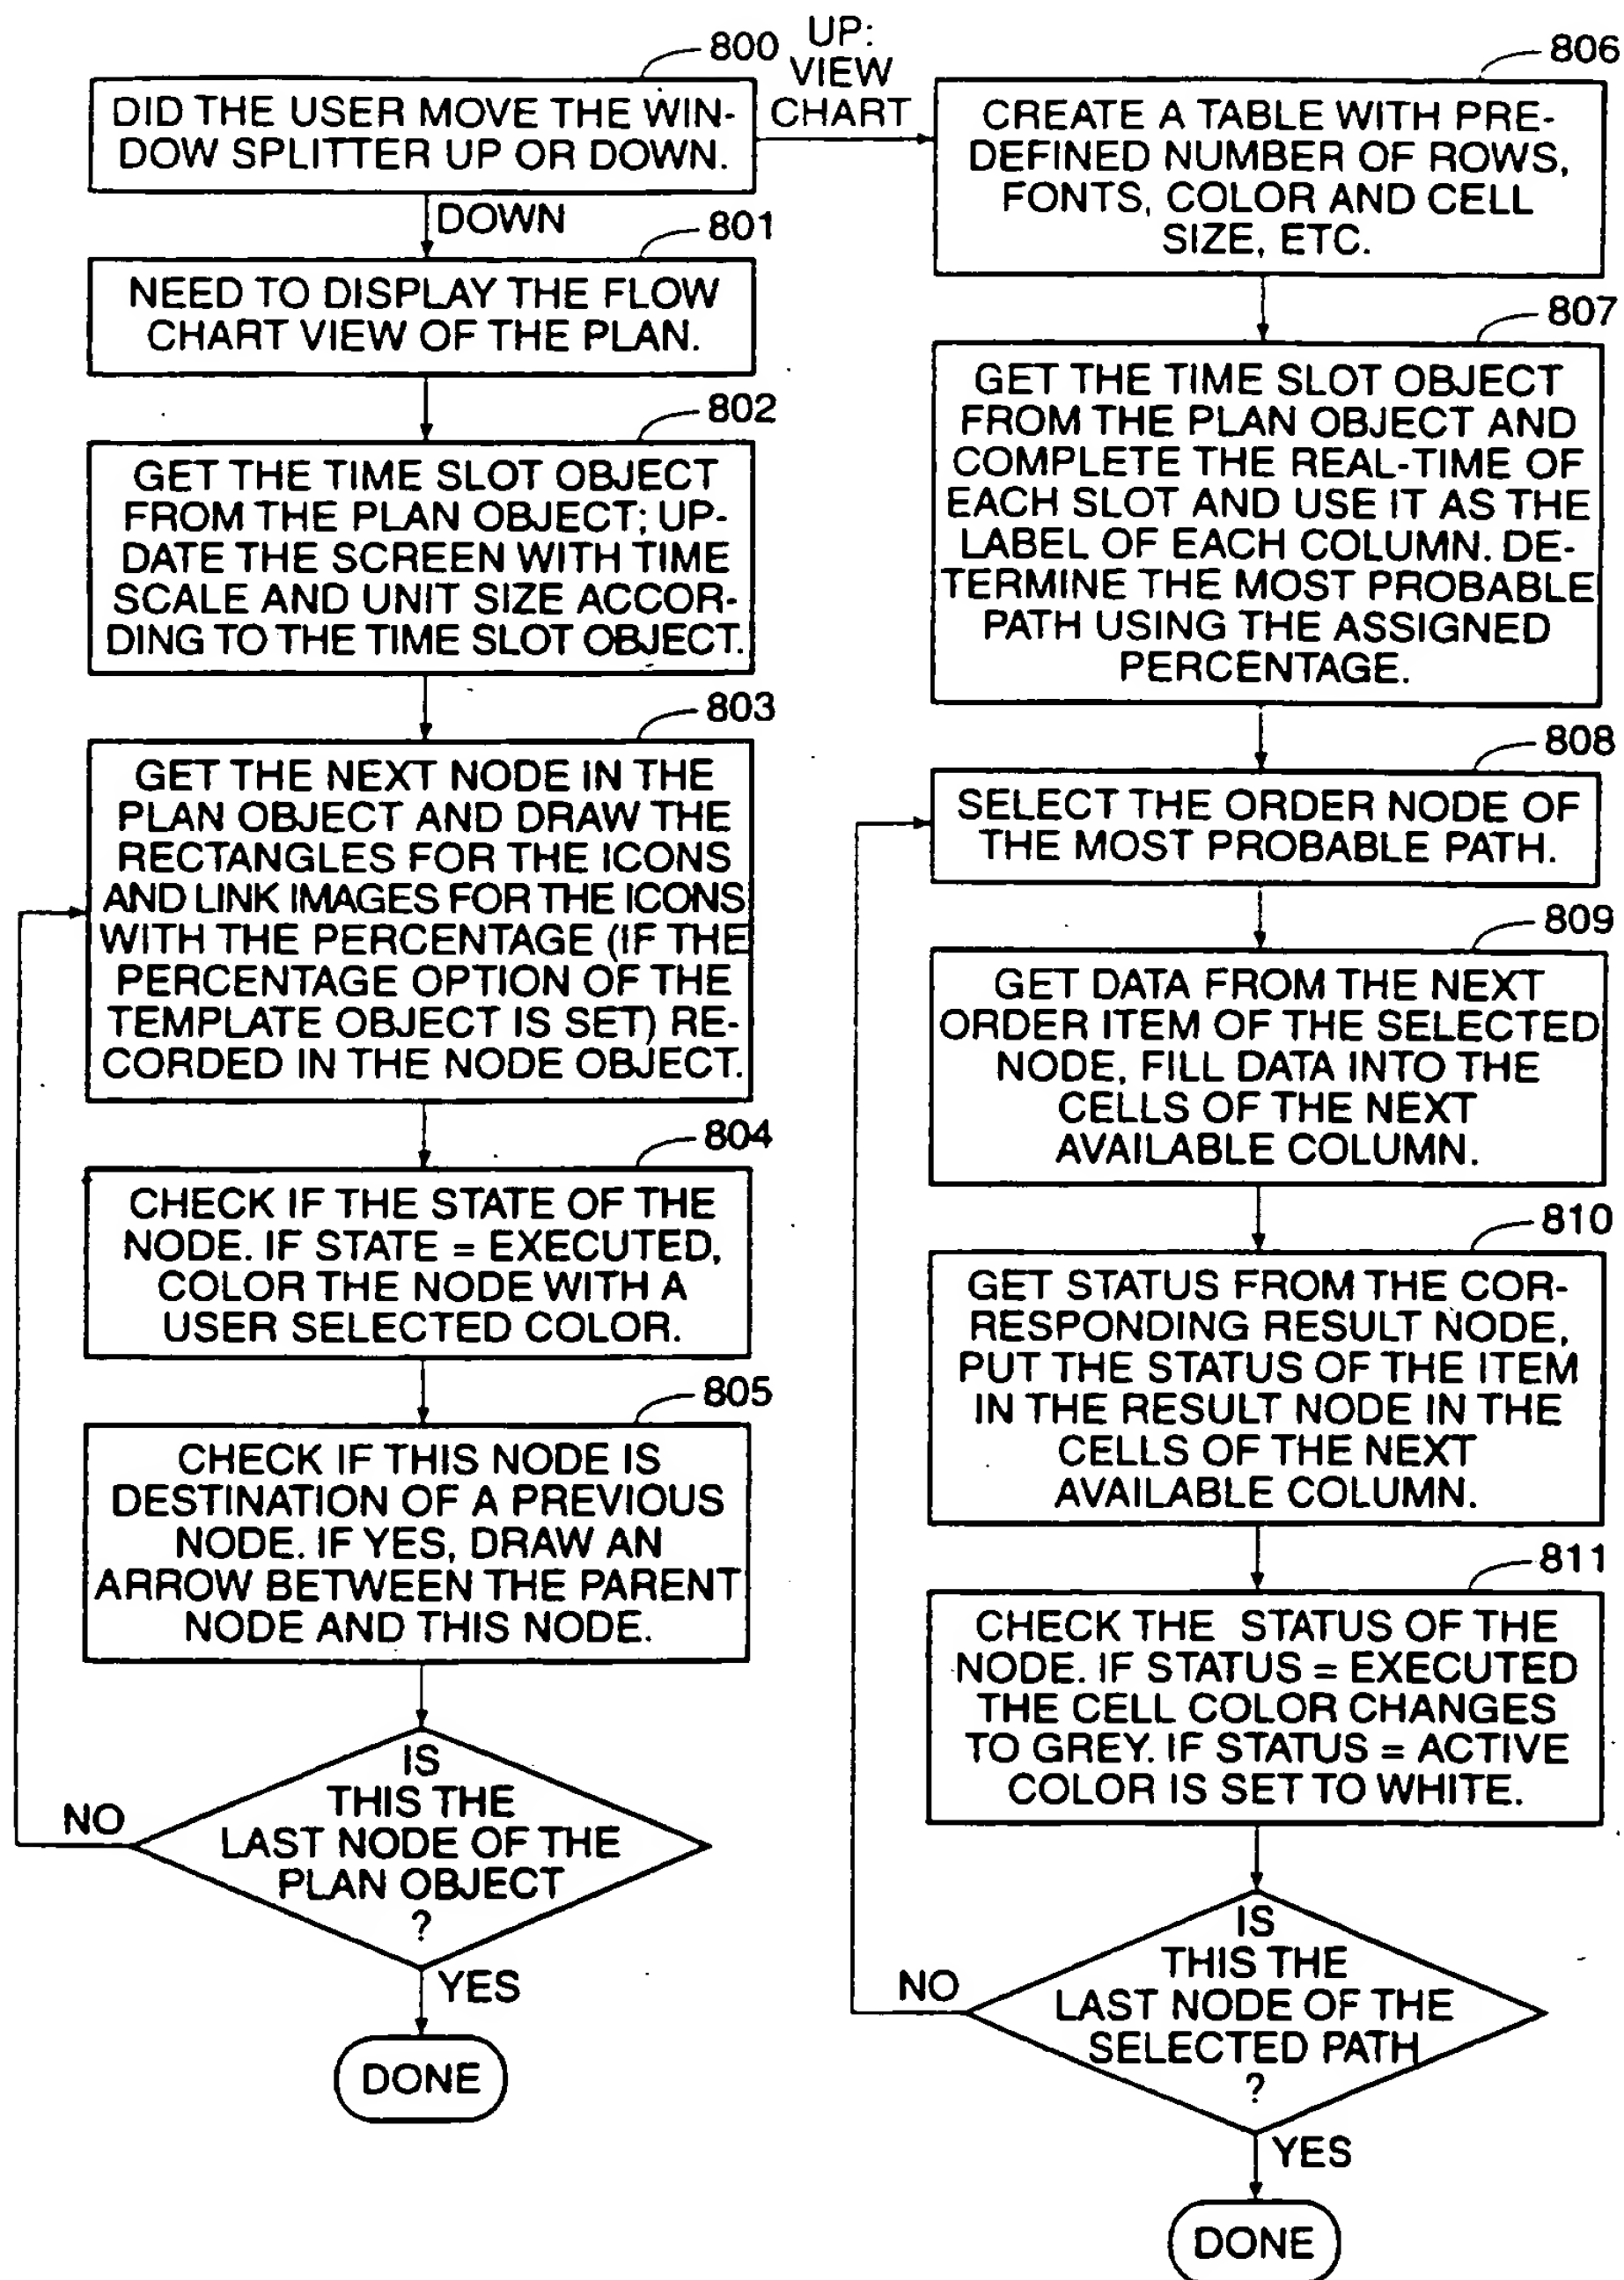 800
DID THE USER MOVE THE WIN-
DOW SPLITTER UP OR DOWN.
UP:
VIEW
CHART
DOWN
801
NEED TO DISPLAY THE FLOW
CHART VIEW OF THE PLAN.
802
GET THE TIME SLOT OBJECT
FROM THE PLAN OBJECT; UP-
DATE THE SCREEN WITH TIME
SCALE AND UNIT SIZE ACCOR-
DING TO THE TIME SLOT OBJECT.
803
GET THE NEXT NODE IN THE
PLAN OBJECT AND DRAW THE
RECTANGLES FOR THE ICONS
AND LINK IMAGES FOR THE ICONS
WITH THE PERCENTAGE (IF THE
PERCENTAGE OPTION OF THE
TEMPLATE OBJECT IS SET) RE-
CORDED IN THE NODE OBJECT.
804
CHECK IF THE STATE OF THE
NODE. IF STATE = EXECUTED,
COLOR THE NODE WITH A
USER SELECTED COLOR.
805
CHECK IF THIS NODE IS
DESTINATION OF A PREVIOUS
NODE. IF YES, DRAW AN
ARROW BETWEEN THE PARENT
NODE AND THIS NODE.
IS
THIS THE
LAST NODE OF THE
PLAN OBJECT
?
NO
YES
DONE
806
CREATE A TABLE WITH PRE-
DEFINED NUMBER OF ROWS,
FONTS, COLOR AND CELL
SIZE, ETC.
807
GET THE TIME SLOT OBJECT
FROM THE PLAN OBJECT AND
COMPLETE THE REAL-TIME OF
EACH SLOT AND USE IT AS THE
LABEL OF EACH COLUMN. DE-
TERMINE THE MOST PROBABLE
PATH USING THE ASSIGNED
PERCENTAGE.
808
SELECT THE ORDER NODE OF
THE MOST PROBABLE PATH.
809
GET DATA FROM THE NEXT
ORDER ITEM OF THE SELECTED
NODE, FILL DATA INTO THE
CELLS OF THE NEXT
AVAILABLE COLUMN.
810
GET STATUS FROM THE COR-
RESPONDING RESULT NODE,
PUT THE STATUS OF THE ITEM
IN THE RESULT NODE IN THE
CELLS OF THE NEXT
AVAILABLE COLUMN.
811
CHECK THE STATUS OF THE
NODE. IF STATUS = EXECUTED
THE CELL COLOR CHANGES
TO GREY. IF STATUS = ACTIVE
COLOR IS SET TO WHITE.
IS
THIS THE
LAST NODE OF THE
SELECTED PATH
?
NO
YES
DONE